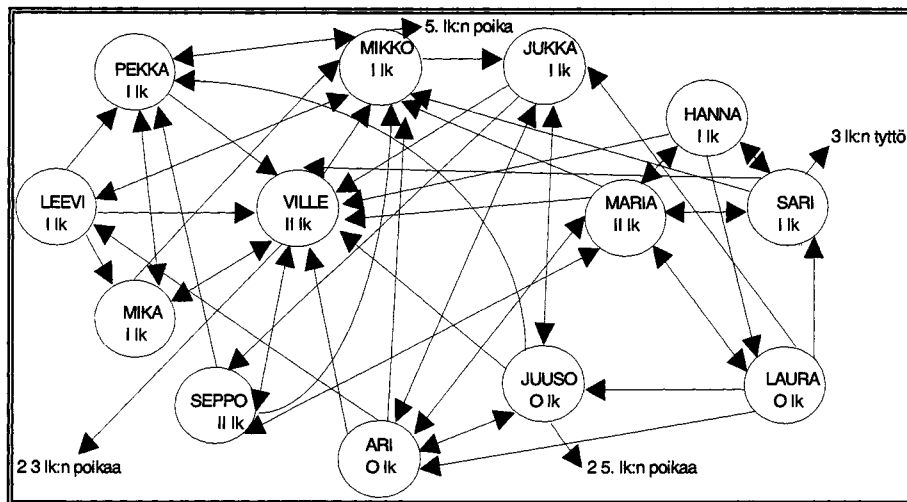 5. lk:n poika
MIKKO
I lk
JUKKA
I lk
PEKKA
I lk
HANNA
I lk
3 lk:n tyttö
LEEVI
I lk
VILLE
II lk
MARIA
II lk
SARI
I lk
MIKA
I lk
SEPPO
II lk
JUUSO
O lk
LAURA
O lk
ARI
O lk
2 3 lk:n poikaa
2 5. lk:n poikaa